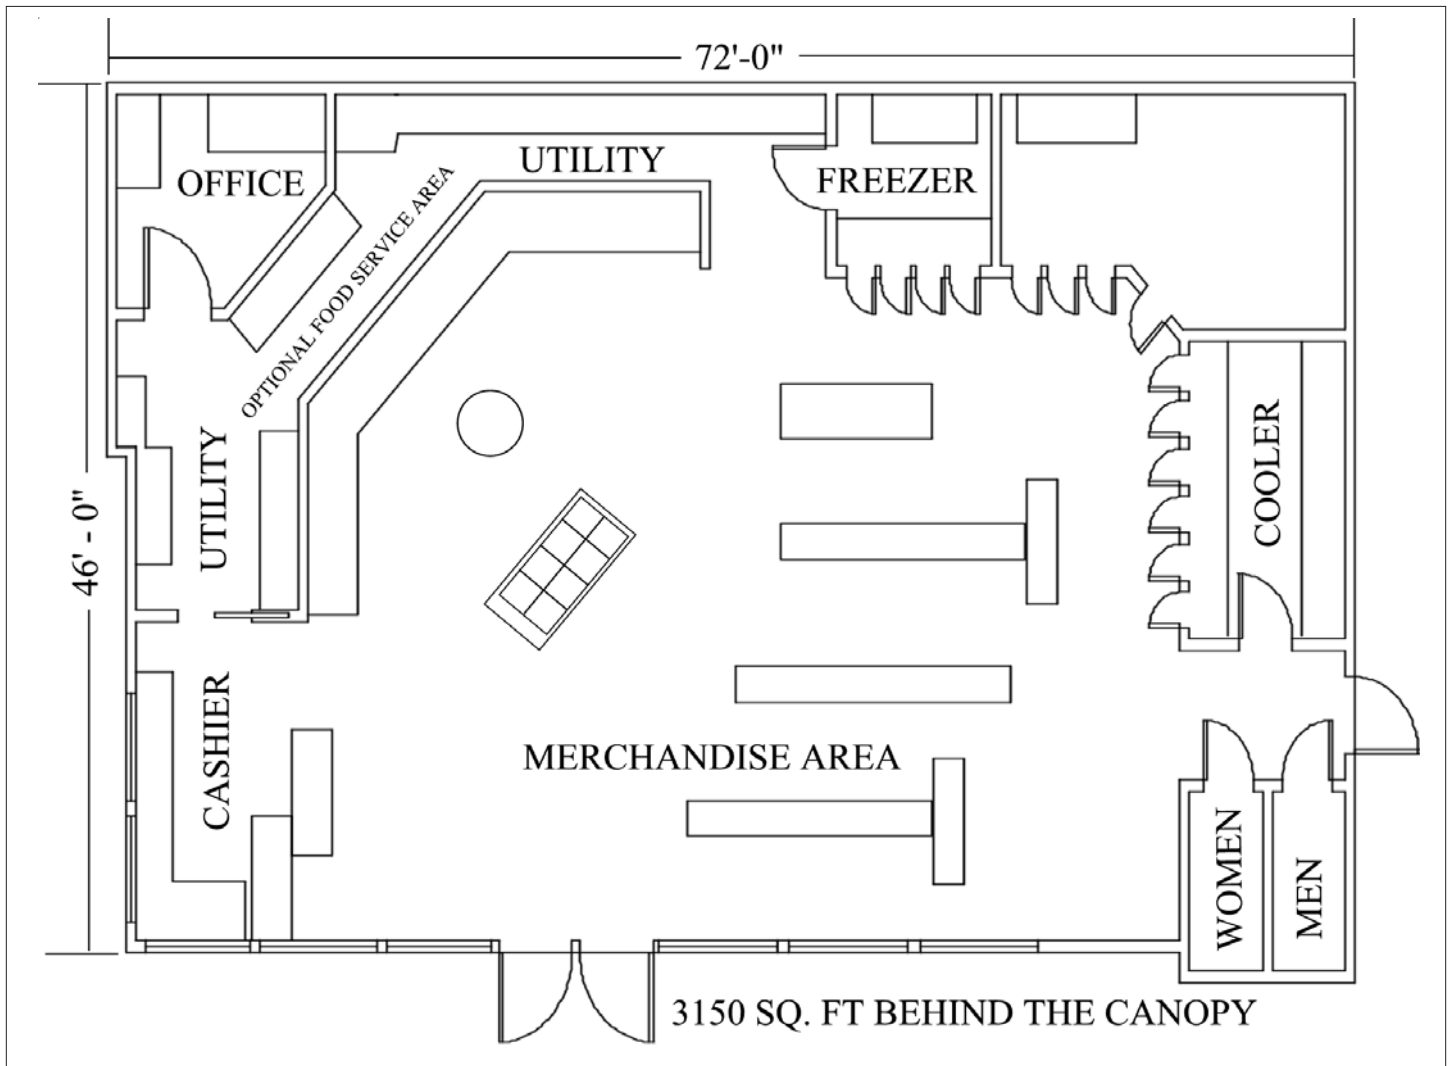 72'-0"
UTILITY
OFFICE
FREEZER
OPTIONAL FOOD SERVICE AREA
UTILITY
COOLER
46' - 0"
CASHIER
MERCHANDISE AREA
WOMEN
MEN
3150 SQ. FT BEHIND THE CANOPY